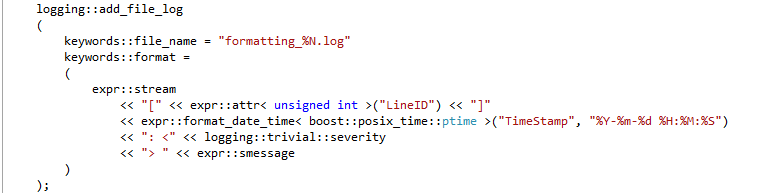 logging::add_file_log
(
    keywords::file_name = "formatting_%N.log"
    keywords::format =
    (
        expr::stream
            << "[" << expr::attr< unsigned int >("LineID") << "]"
            << expr::format_date_time< boost::posix_time::ptime >("TimeStamp", "%Y-%m-%d %H:%M:%S")
            << ": <" << logging::trivial::severity
            << "> " << expr::smessage
    )
);